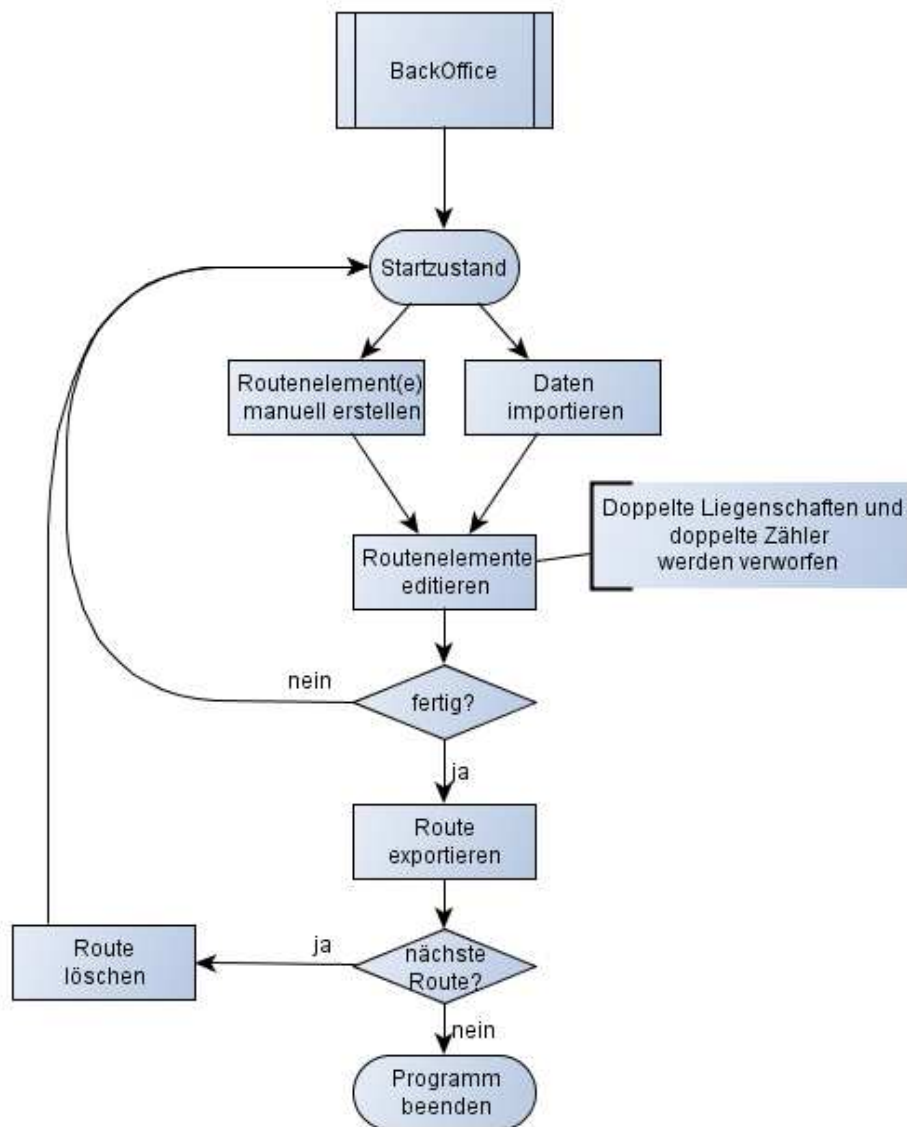 BackOffice
Startzustand
Routenelement(e)
manuell erstellen
Daten
importieren
Doppelte Liegenschaften und
doppelte Zähler
werden verworfen
Routenelemente
editieren
nein
fertig?
ja
Route
exportieren
Route
löschen
ja
nächste
Route?
nein
Programm
beenden